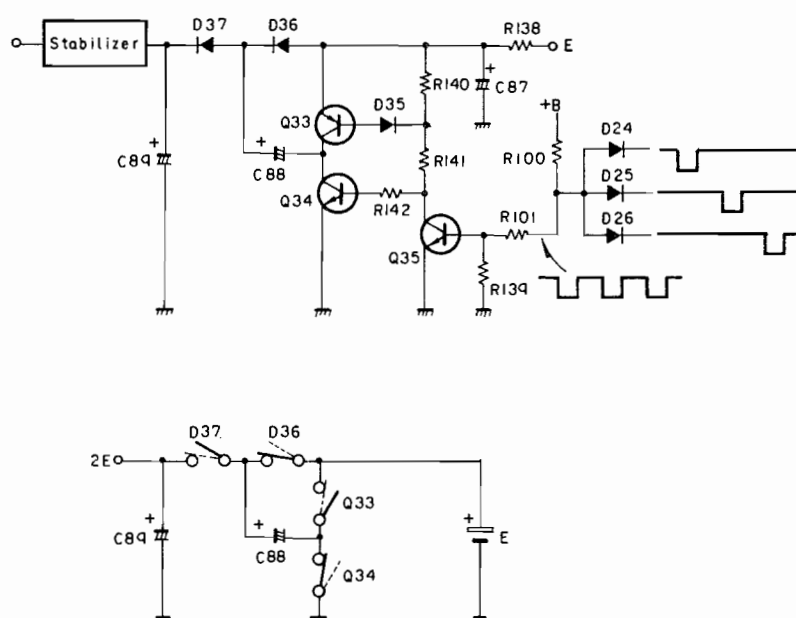 D37
D36
R138
Stabilizer
E
+
R140
C87
+B
D35
Q33
D24
R100
+
C89
+
C88
R141
D25
Q34
R142
R101
D26
Q35
R139
D37
D36
2E
Q33
+
C89
+
C88
+
E
Q34